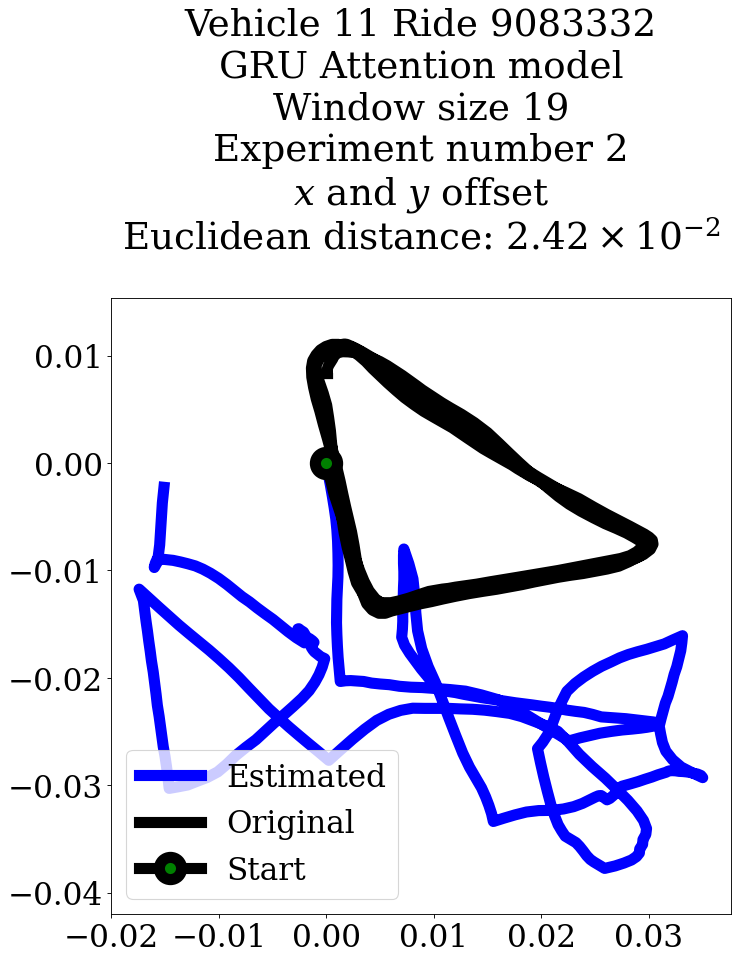 Vehicle 11 Ride 9083332
GRU Attention model
Window size 19
Experiment number 2
x and y offset
Euclidean distance: 2.42 × 10⁻²
0.01
0.00
−0.01
−0.02
−0.03
−0.04
Estimated
Original
Start
−0.02 −0.01 0.00 0.01 0.02 0.03